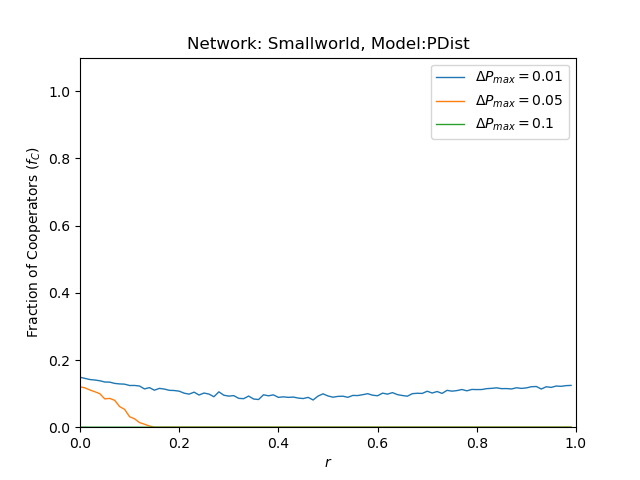 Network: Smallworld, Model:PDist
ΔP_max = 0.01
ΔP_max = 0.05
ΔP_max = 0.1
Fraction of Cooperators (f_C)
1.0
0.8
0.6
0.4
0.2
0.0
0.0 0.2 0.4 0.6 0.8 1.0
r